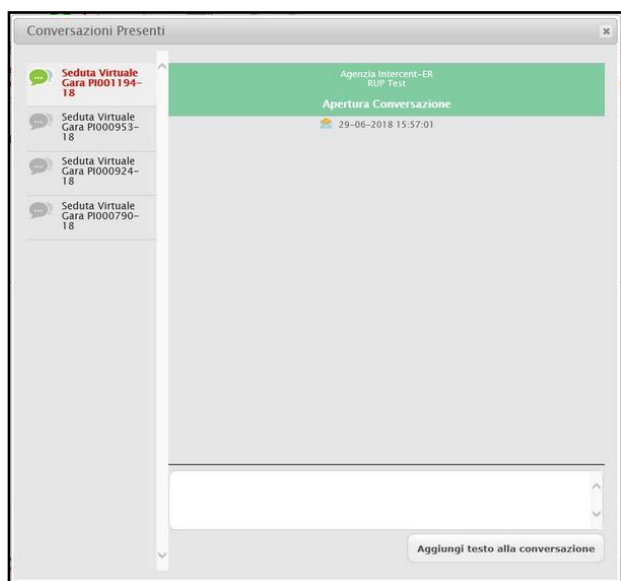 Conversazioni Presenti
Seduta Virtuale
Gara PI001194-
18
Seduta Virtuale
Gara PI000953-
18
Seduta Virtuale
Gara PI000924-
18
Seduta Virtuale
Gara PI000790-
18
Agenzia Intercent-ER
RUP Test
Apertura Conversazione
29-06-2018 15:57:01
Aggiungi testo alla conversazione